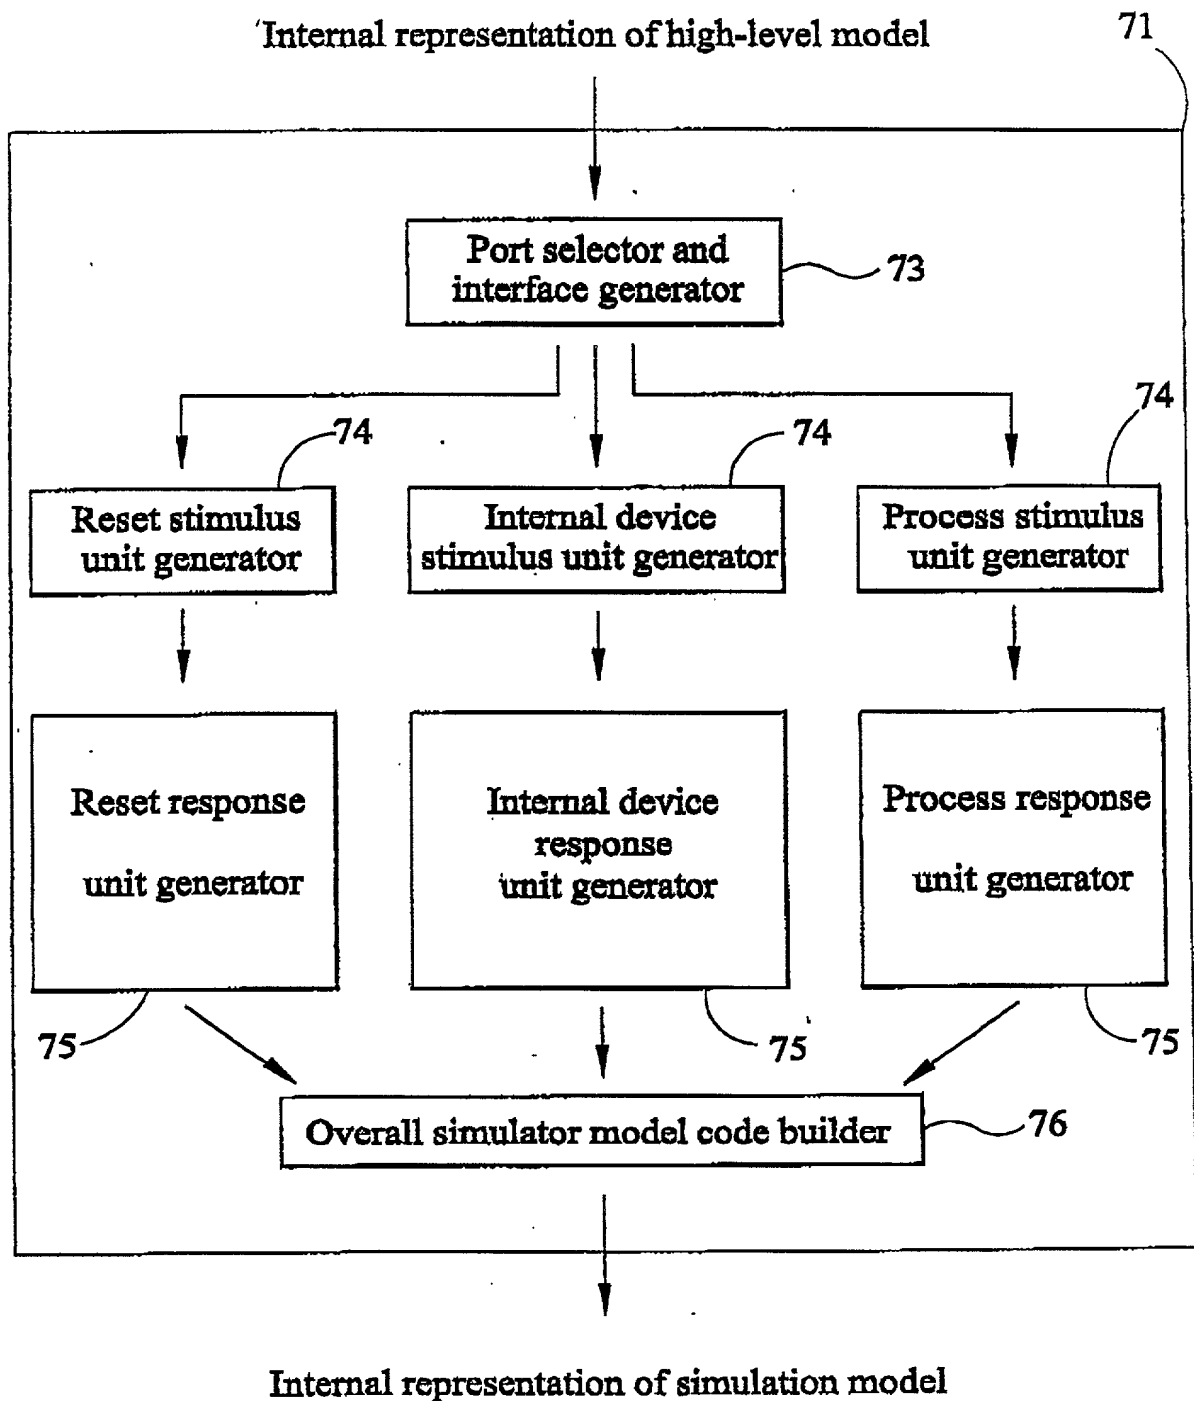 Internal representation of high-level model
71
Port selector and
interface generator
73
74
74
74
Reset stimulus
unit generator
Internal device
stimulus unit generator
Process stimulus
unit generator
Reset response
unit generator
Internal device
response
unit generator
Process response
unit generator
75
75
75
Overall simulator model code builder
76
Internal representation of simulation model